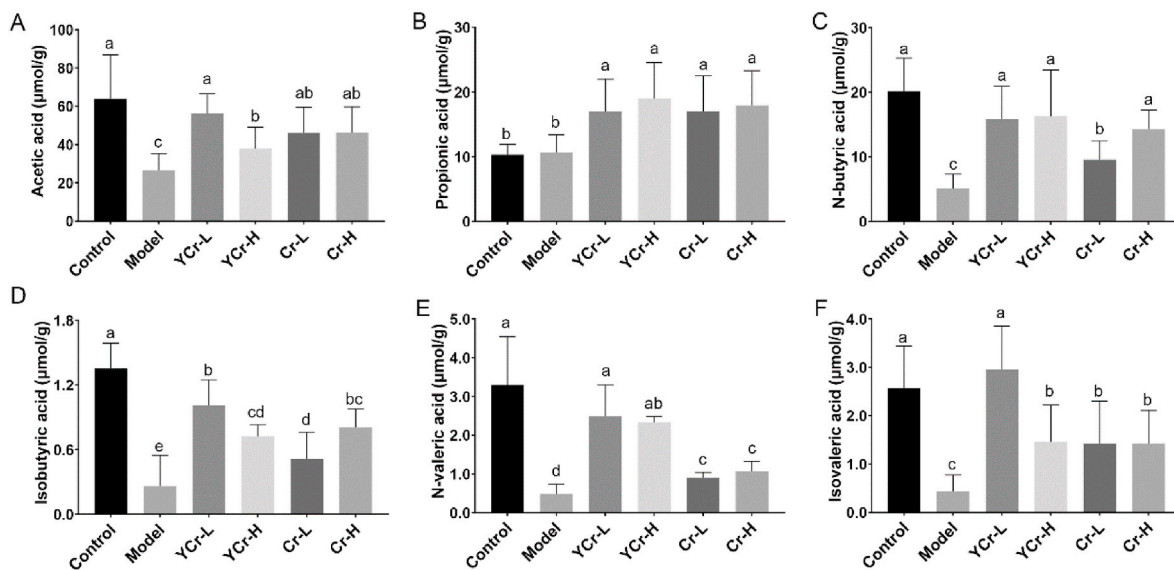 A
Acetic acid (μmol/g)
100
80
60
40
20
0
a
c
a
b
ab
ab
Control
Model
YCr-L
YCr-H
Cr-L
Cr-H
B
Propionic acid (μmol/g)
30
20
10
0
b
b
a
a
a
a
Control
Model
YCr-L
YCr-H
Cr-L
Cr-H
C
N-butyric acid (μmol/g)
30
20
10
0
a
c
a
a
b
a
Control
Model
YCr-L
YCr-H
Cr-L
Cr-H
D
Isobutyric acid (μmol/g)
1.8
1.2
0.6
0.0
a
e
b
cd
d
bc
Control
Model
YCr-L
YCr-H
Cr-L
Cr-H
E
N-valeric acid (μmol/g)
5.0
4.0
3.0
2.0
1.0
0.0
a
d
a
ab
c
c
Control
Model
YCr-L
YCr-H
Cr-L
Cr-H
F
Isovaleric acid (μmol/g)
4.0
3.0
2.0
1.0
0.0
a
c
a
b
b
b
Control
Model
YCr-L
YCr-H
Cr-L
Cr-H